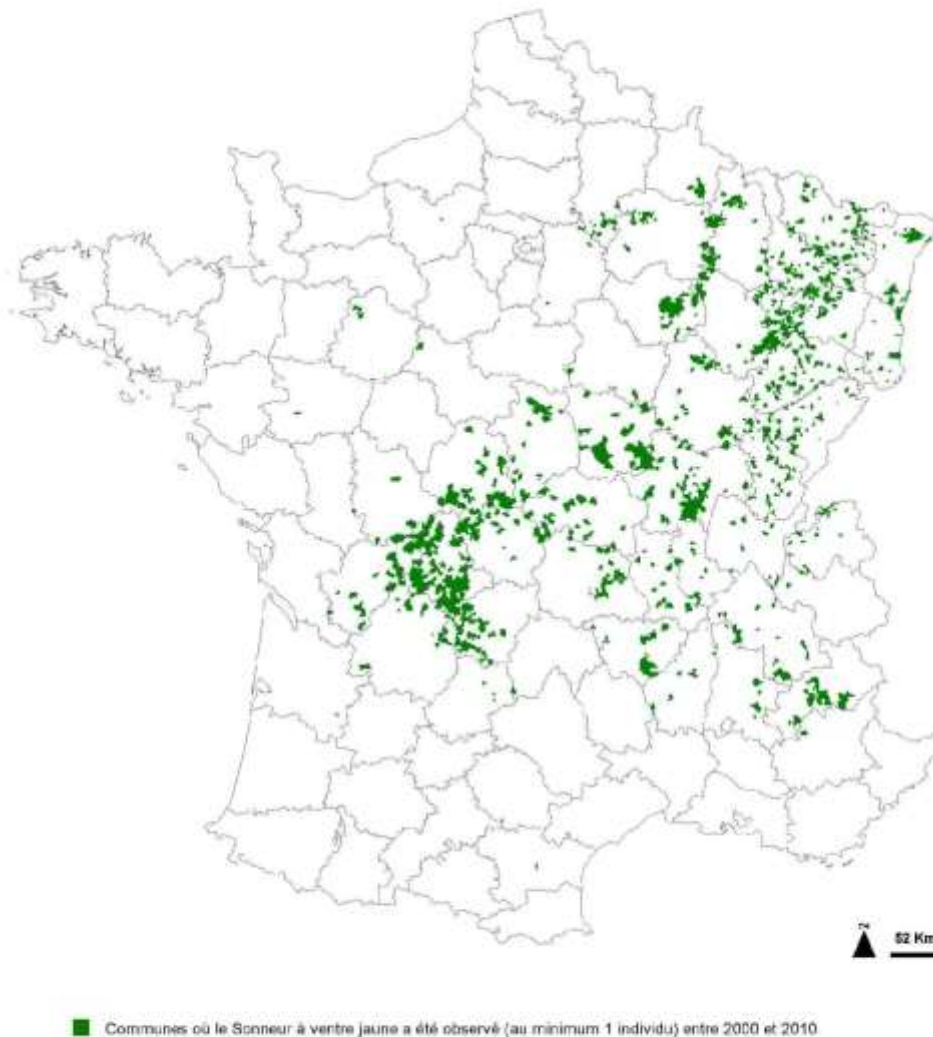 52 Km
Communes où le Sonneur à ventre jaune a été observé (au minimum 1 individu) entre 2000 et 2010